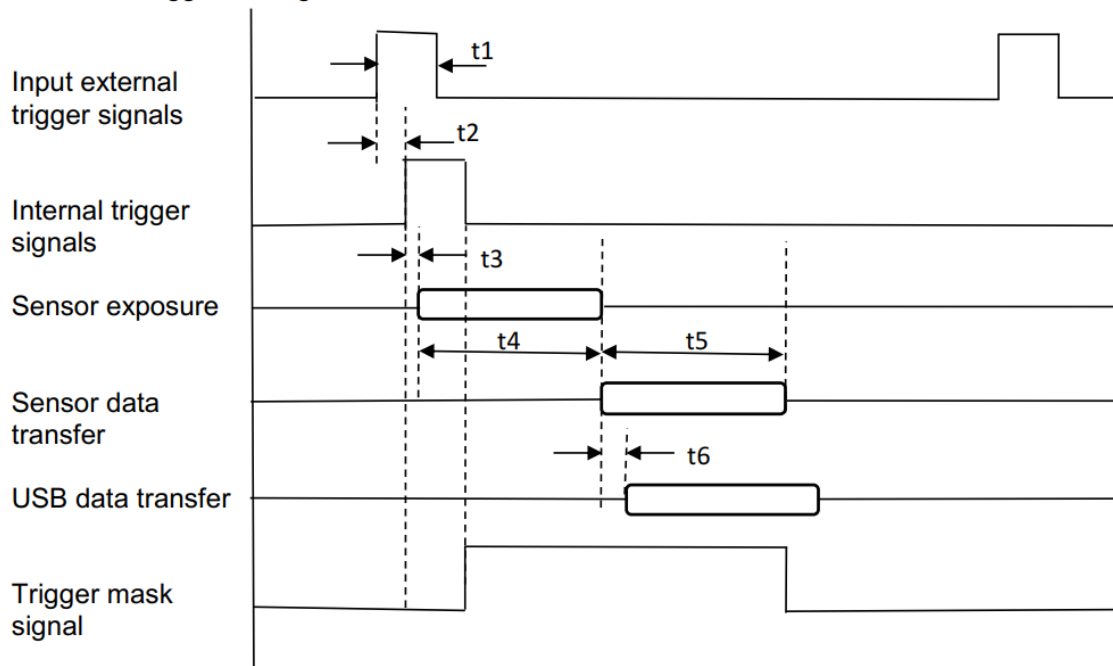 Input external
trigger signals
t1
t2
Internal trigger
signals
t3
Sensor exposure
t4
t5
Sensor data
transfer
t6
USB data transfer
Trigger mask
signal